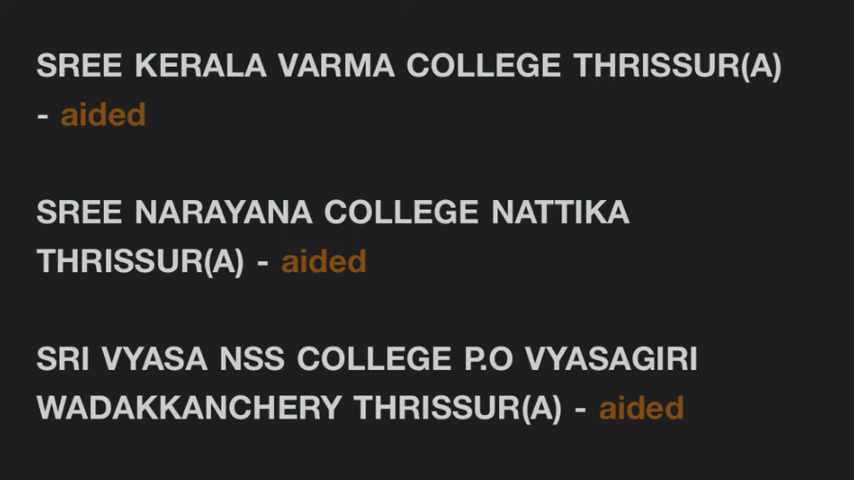 SREE KERALA VARMA COLLEGE THRISSUR(A)
- aided
SREE NARAYANA COLLEGE NATTIKA
THRISSUR(A) - aided
SRI VYASA NSS COLLEGE P.O VYASAGIRI
WADAKKANCHERY THRISSUR(A) - aided